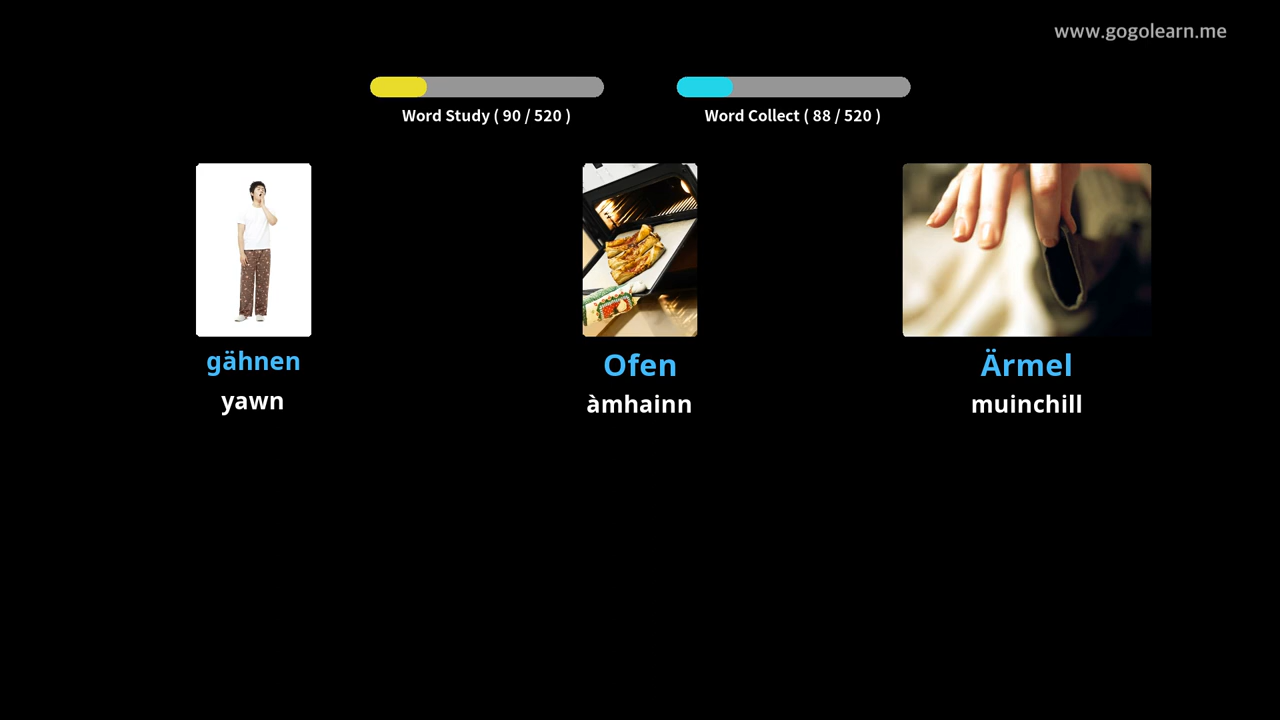 www.gogolearn.me
Word Study ( 90 / 520 )
Word Collect ( 88 / 520 )
gähnen
yawn
Ofen
àmhainn
Ärmel
muinchill